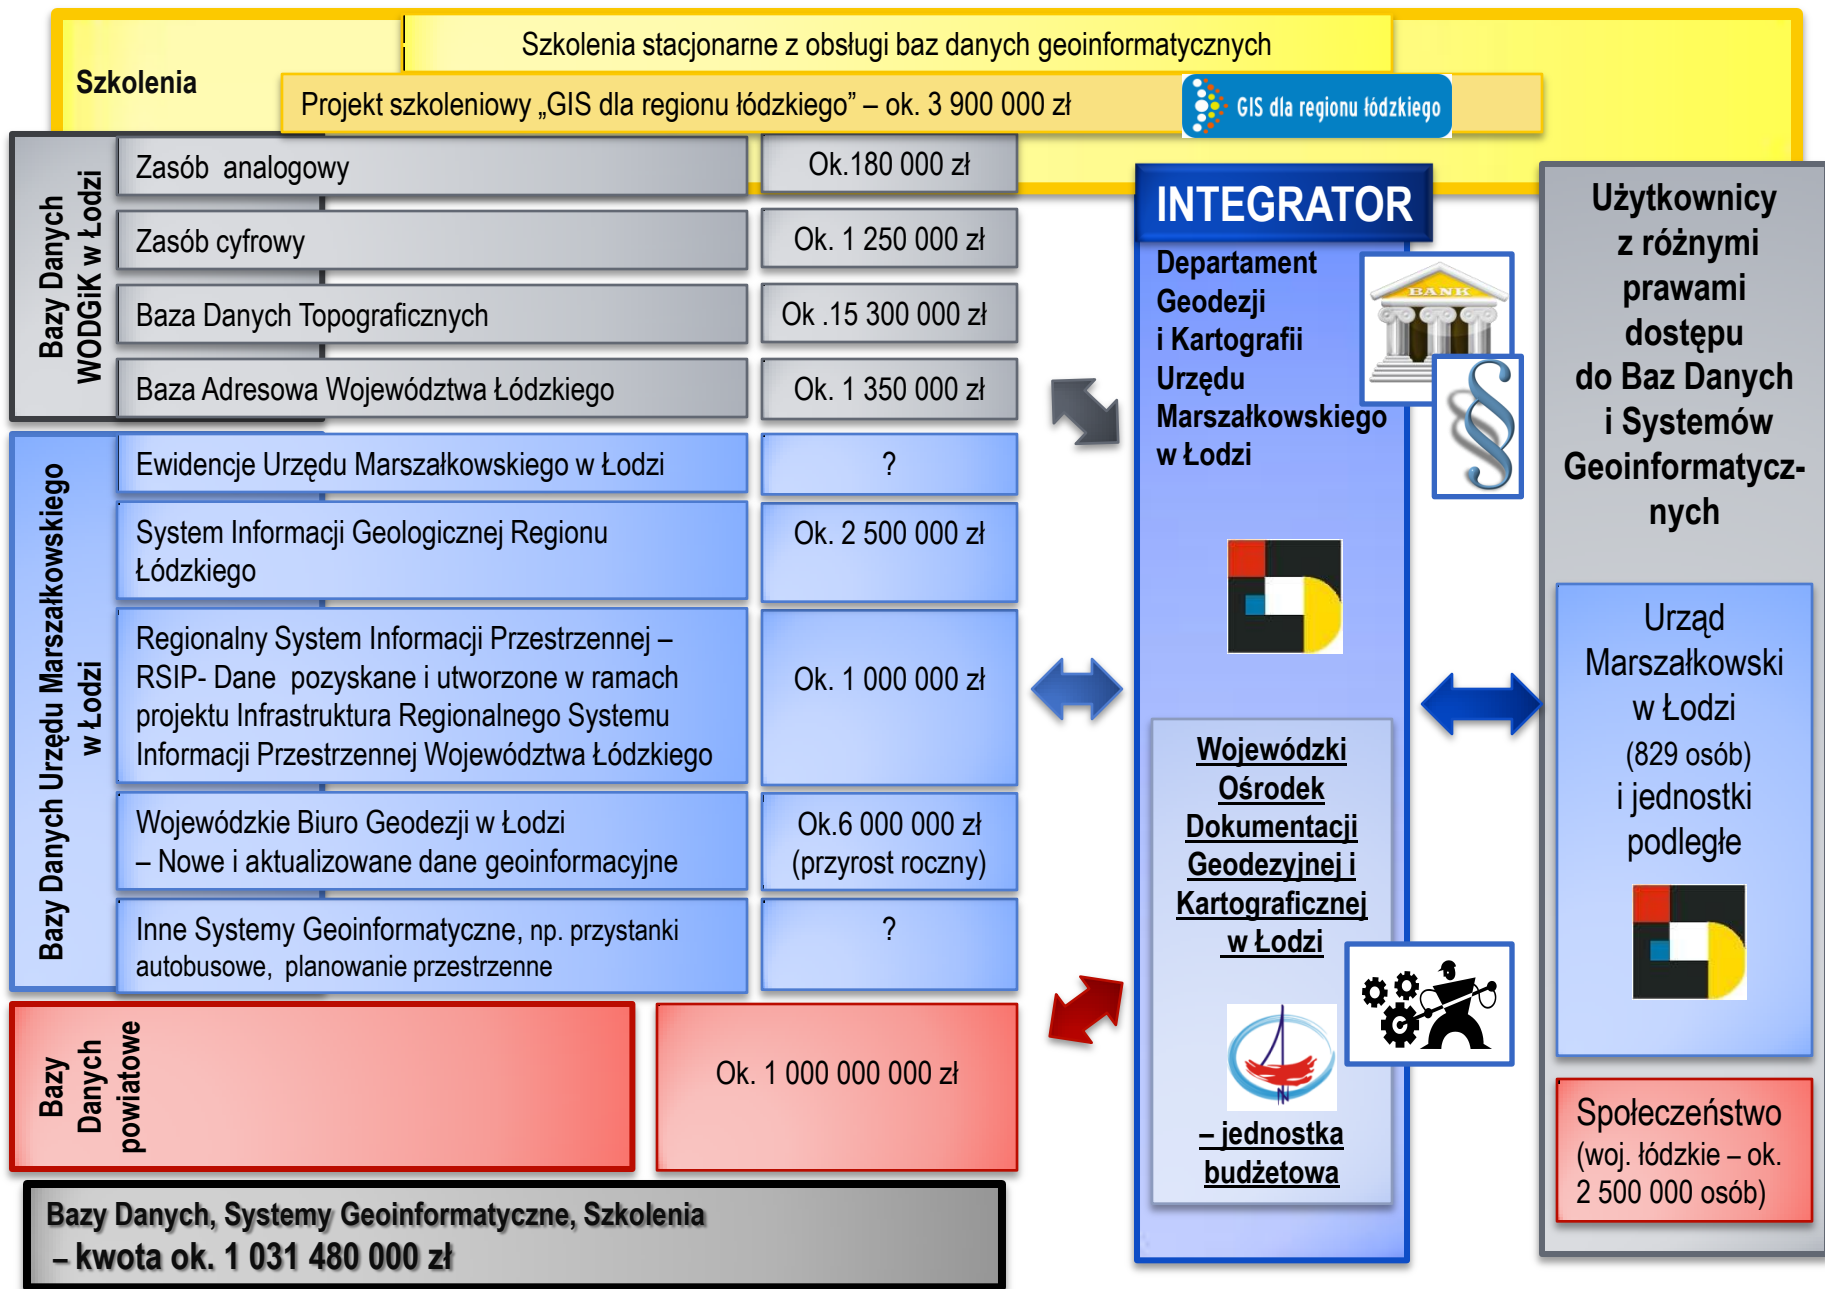 Szkolenia stacjonarne z obsługi baz danych geoinformatycznych
Szkolenia
Projekt szkoleniowy „GIS dla regionu łódzkiego” – ok. 3 900 000 zł
GIS dla regionu łódzkiego
Bazy Danych
WODGiK w Łodzi
Zasób analogowy
Ok.180 000 zł
Zasób cyfrowy
Ok. 1 250 000 zł
Baza Danych Topograficznych
Ok .15 300 000 zł
Baza Adresowa Województwa Łódzkiego
Ok. 1 350 000 zł
Bazy Danych Urzędu Marszałkowskiego
w Łodzi
Ewidencje Urzędu Marszałkowskiego w Łodzi
?
System Informacji Geologicznej Regionu
Łódzkiego
Ok. 2 500 000 zł
Regionalny System Informacji Przestrzennej –
RSIP- Dane pozyskane i utworzone w ramach
projektu Infrastruktura Regionalnego Systemu
Informacji Przestrzennej Województwa Łódzkiego
Ok. 1 000 000 zł
Wojewódzkie Biuro Geodezji w Łodzi
– Nowe i aktualizowane dane geoinformacyjne
Ok.6 000 000 zł
(przyrost roczny)
Inne Systemy Geoinformatyczne, np. przystanki
autobusowe, planowanie przestrzenne
?
Bazy
Danych
powiatowe
Ok. 1 000 000 000 zł
Bazy Danych, Systemy Geoinformatyczne, Szkolenia
– kwota ok. 1 031 480 000 zł
INTEGRATOR
Departament
Geodezji
i Kartografii
Urzędu
Marszałkowskiego
w Łodzi
BANK
§
Wojewódzki
Ośrodek
Dokumentacji
Geodezyjnej i
Kartograficznej
w Łodzi
N
– jednostka
budżetowa
Użytkownicy
z różnymi
prawami
dostępu
do Baz Danych
i Systemów
Geoinformatycz-
nych
Urząd
Marszałkowski
w Łodzi
(829 osób)
i jednostki
podległe
Społeczeństwo
(woj. łódzkie – ok.
2 500 000 osób)